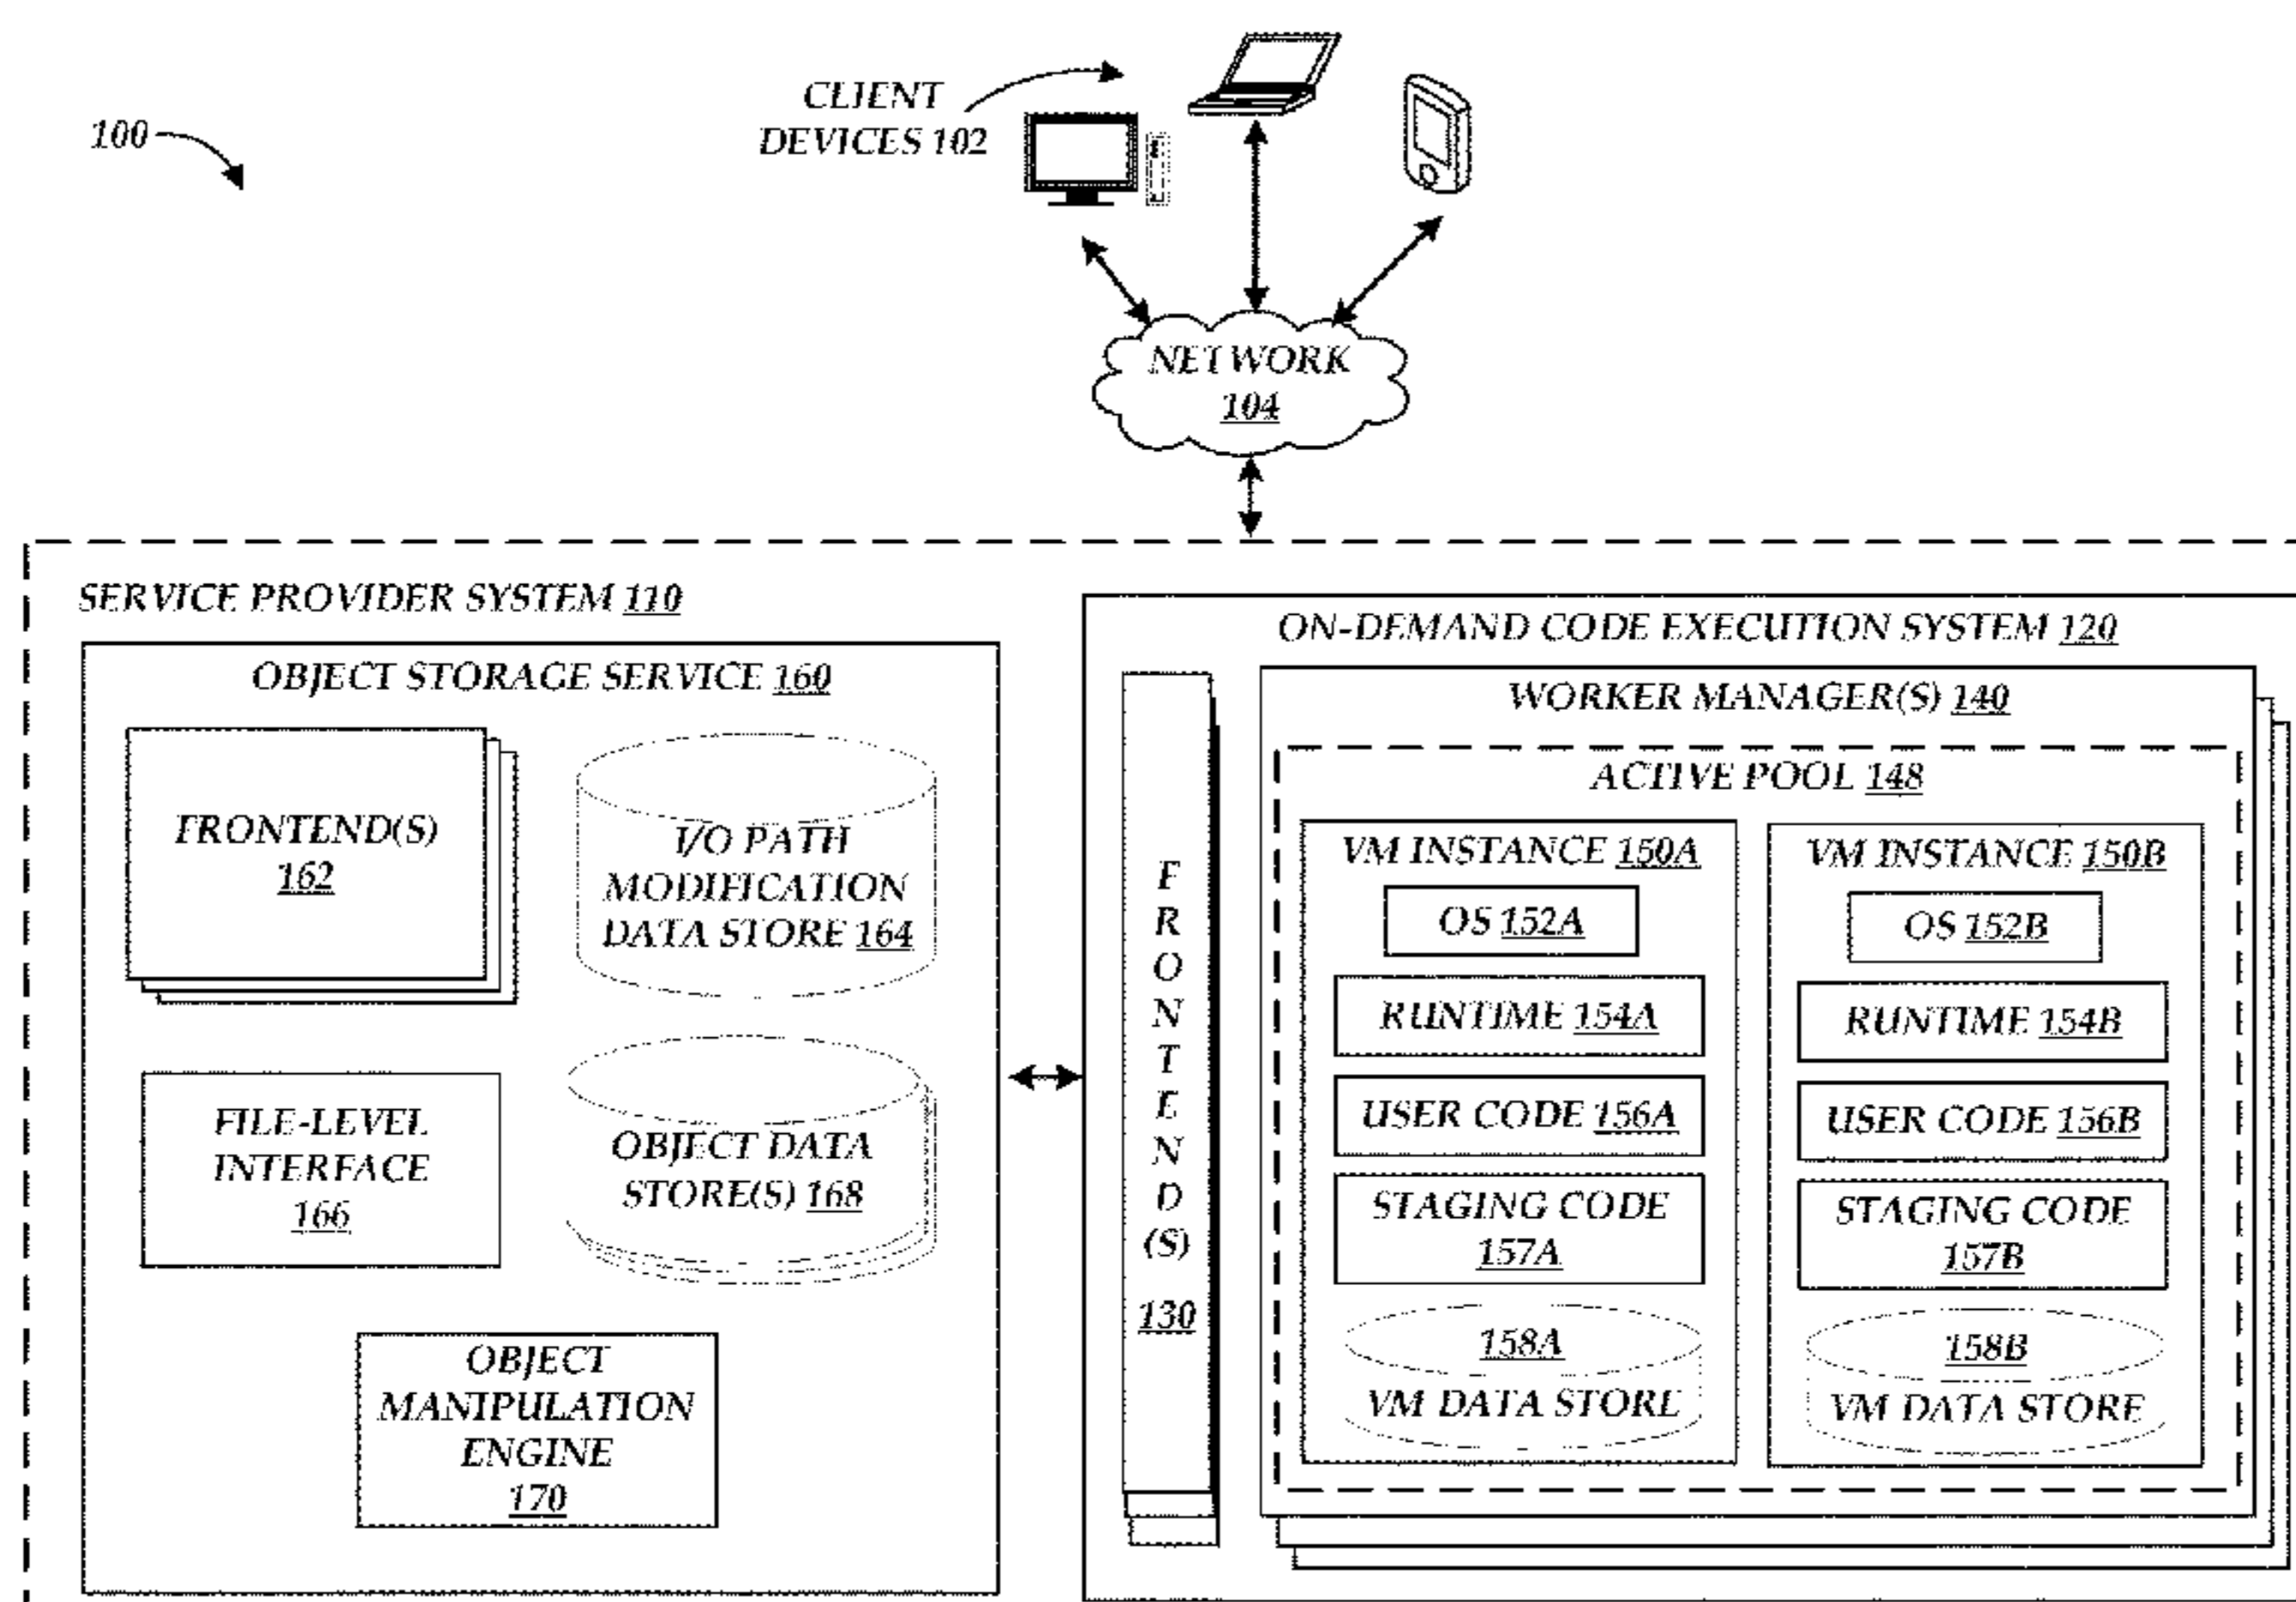 100
CLIENT
DEVICES 102
NETWORK
104
SERVICE PROVIDER SYSTEM 110
OBJECT STORAGE SERVICE 160
FRONTEND(S)
162
I/O PATH
MODIFICATION
DATA STORE 164
FILE-LEVEL
INTERFACE
166
OBJECT DATA
STORE(S) 168
OBJECT
MANIPULATION
ENGINE
170
ON-DEMAND CODE EXECUTION SYSTEM 120
F
R
O
N
T
E
N
D
(S)
130
WORKER MANAGER(S) 140
ACTIVE POOL 148
VM INSTANCE 150A
OS 152A
RUNTIME 154A
USER CODE 156A
STAGING CODE
157A
158A
VM DATA STORE
VM INSTANCE 150B
OS 152B
RUNTIME 154B
USER CODE 156B
STAGING CODE
157B
158B
VM DATA STORE